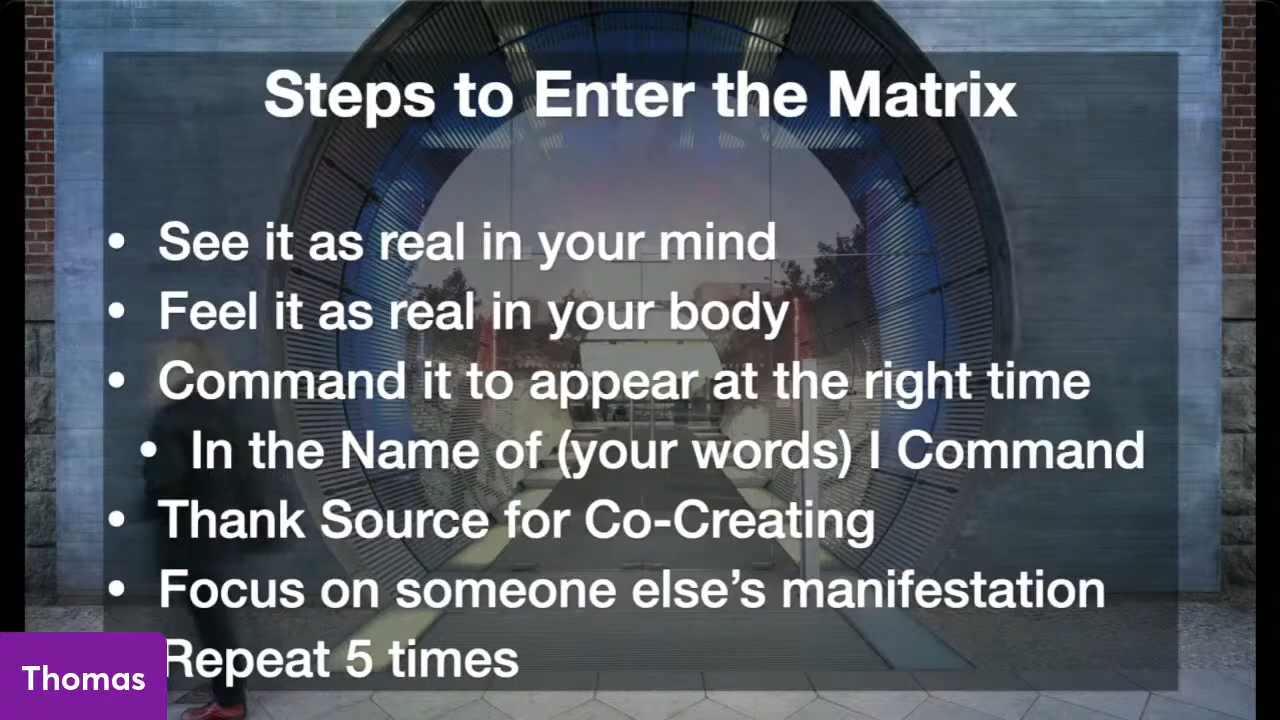 Steps to Enter the Matrix
• See it as real in your mind
• Feel it as real in your body
• Command it to appear at the right time
• In the Name of (your words) I Command
• Thank Source for Co-Creating
• Focus on someone else’s manifestation
Repeat 5 times
Thomas